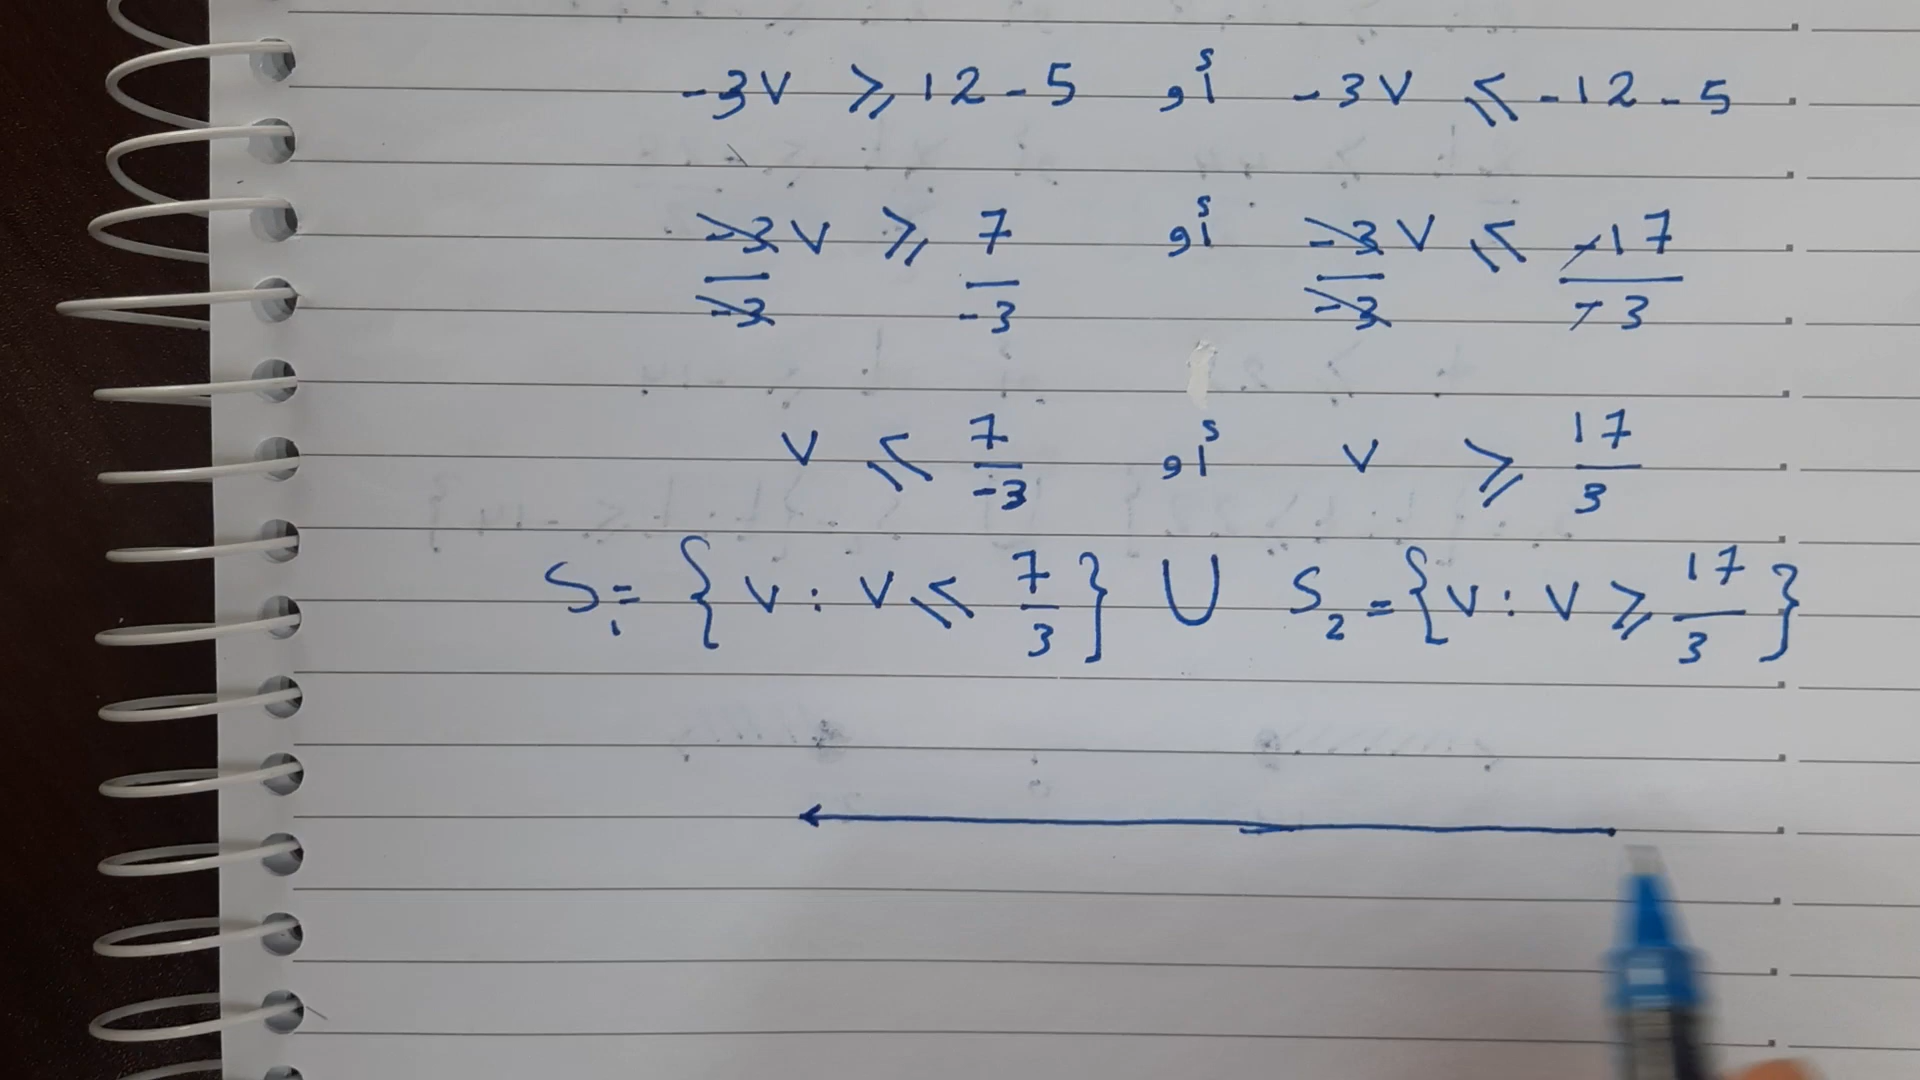 -3V ⩾ 12 - 5 أو -3V ⩽ -12 - 5
-3V/-3 ⩾ 7/-3 أو -3V/-3 ⩽ -17/-3
V ⩽ 7/-3 أو V ⩾ 17/3
S₁ = {V : V ⩽ 7/3} ∪ S₂ = {V : V ⩾ 17/3}